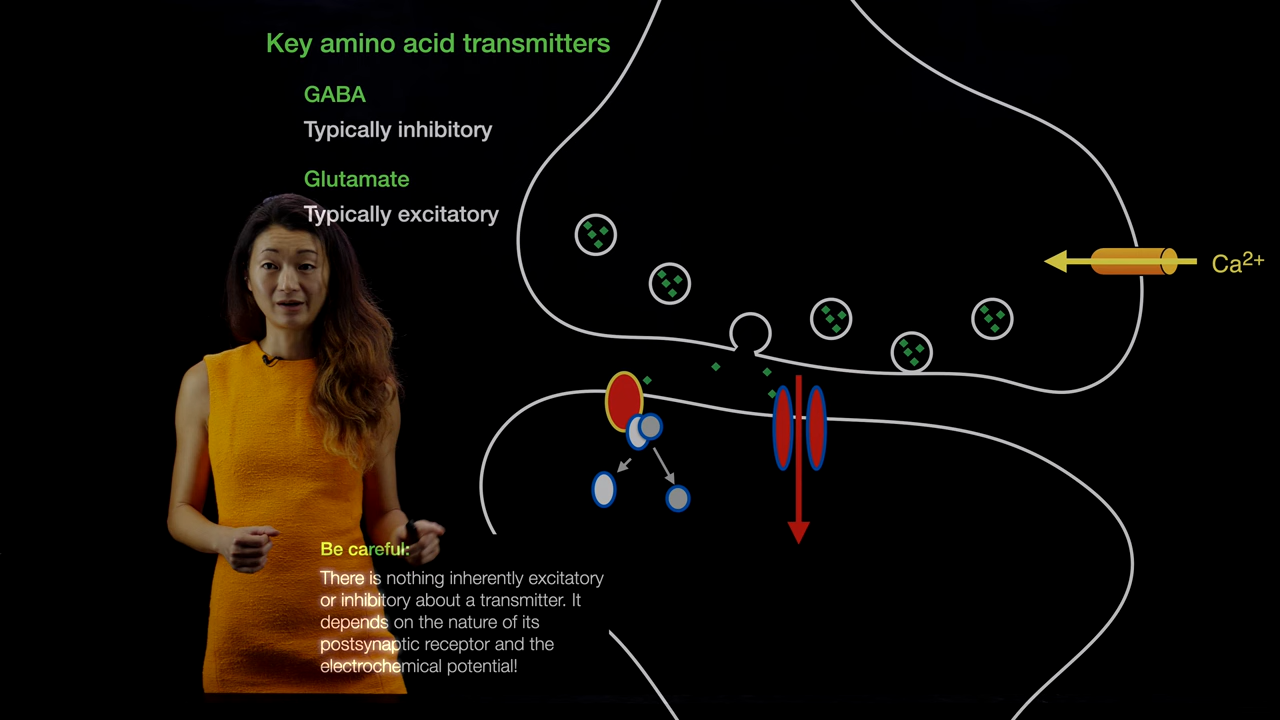 Key amino acid transmitters
GABA
Typically inhibitory
Glutamate
Typically excitatory
Ca2+
Be careful:
There is nothing inherently excitatory
or inhibitory about a transmitter. It
depends on the nature of its
postsynaptic receptor and the
electrochemical potential!